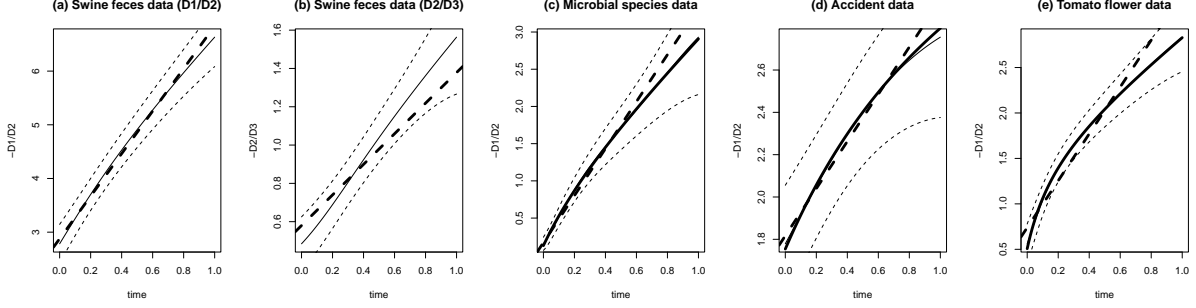 (a) Swine feces data (D1/D2)
−D1/D2
6
5
4
3
0.0 0.2 0.4 0.6 0.8 1.0
time
(b) Swine feces data (D2/D3)
−D2/D3
1.6
1.4
1.2
1.0
0.8
0.6
0.0 0.2 0.4 0.6 0.8 1.0
time
(c) Microbial species data
−D1/D2
3.0
2.5
2.0
1.5
1.0
0.5
0.0 0.2 0.4 0.6 0.8 1.0
time
(d) Accident data
−D1/D2
2.6
2.4
2.2
2.0
1.8
0.0 0.2 0.4 0.6 0.8 1.0
time
(e) Tomato flower data
−D1/D2
2.5
2.0
1.5
1.0
0.5
0.0 0.2 0.4 0.6 0.8 1.0
time